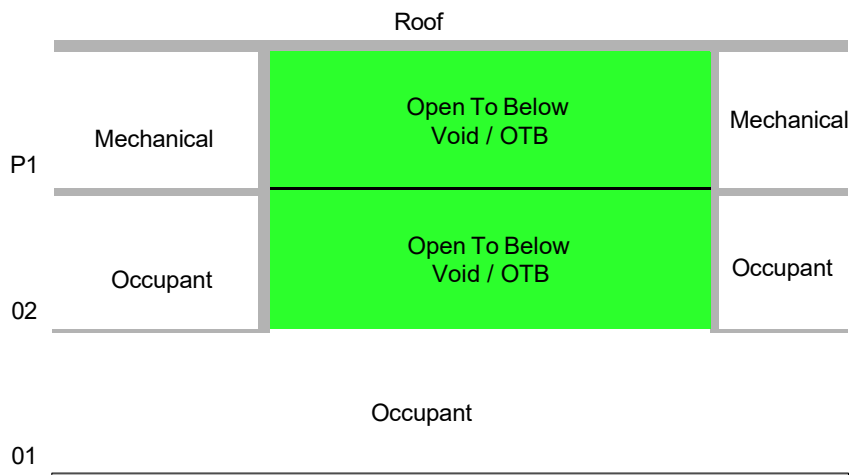 Roof
Open To Below
Void / OTB
Mechanical
Mechanical
P1
Open To Below
Void / OTB
Occupant
Occupant
02
Occupant
01